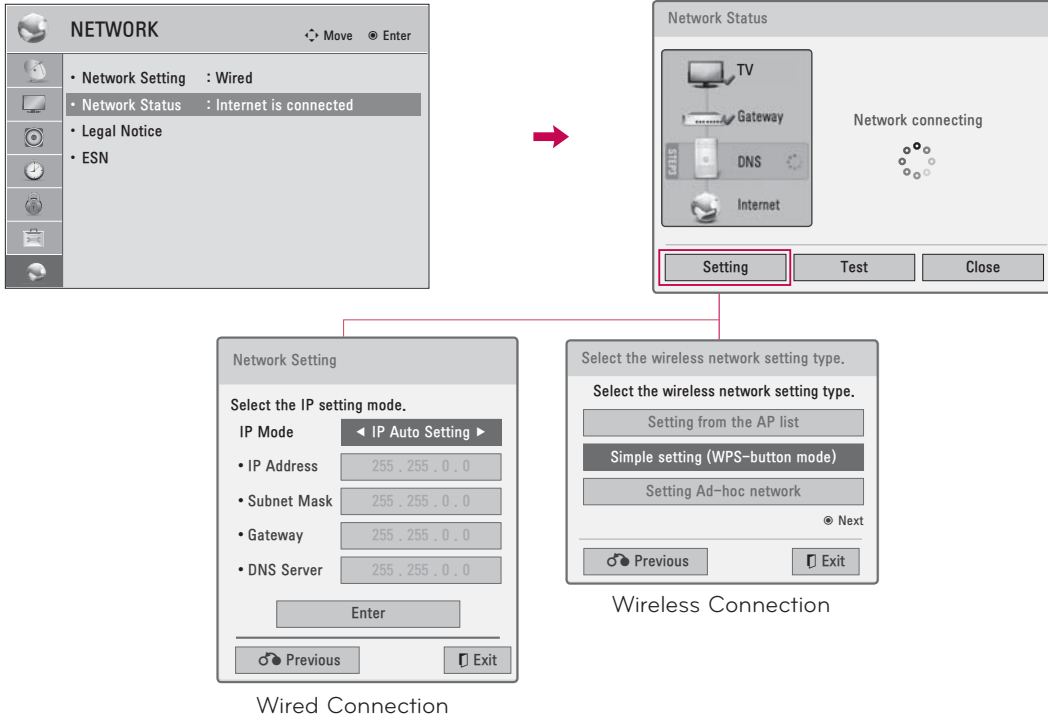 NETWORK
Move ◉ Enter
• Network Setting : Wired
• Network Status : Internet is connected
• Legal Notice
• ESN
Network Status
TV
Gateway
STEP3
DNS
Internet
Network connecting
Setting
Test
Close
Network Setting
Select the IP setting mode.
IP Mode ◀ IP Auto Setting ▶
• IP Address 255 . 255 . 0 . 0
• Subnet Mask 255 . 255 . 0 . 0
• Gateway 255 . 255 . 0 . 0
• DNS Server 255 . 255 . 0 . 0
Enter
Previous
Exit
Wired Connection
Select the wireless network setting type.
Select the wireless network setting type.
Setting from the AP list
Simple setting (WPS-button mode)
Setting Ad-hoc network
◉ Next
Previous
Exit
Wireless Connection